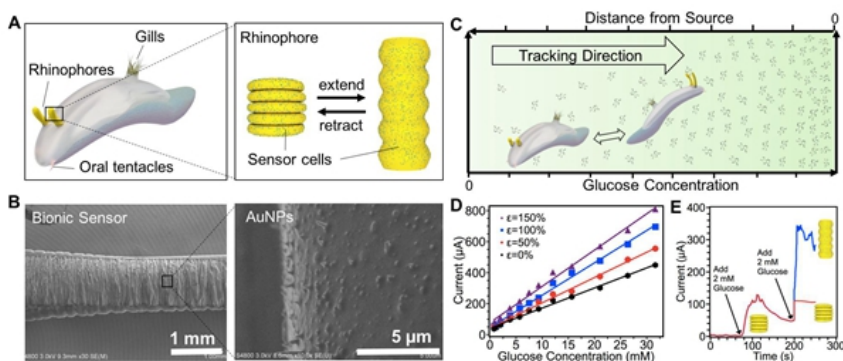 A
Gills
Rhinophores
Oral tentacles
Rhinophore
extend
retract
Sensor cells
B
Bionic Sensor
1 mm
AuNPs
5 µm
C
Distance from Source
0
Tracking Direction
0
Glucose Concentration
D
ε=150%
ε=100%
ε=50%
ε=0%
800
600
400
200
0
Current (µA)
0 5 10 15 20 25 30
Glucose Concentration (mM)
E
400
300
200
100
0
Current (µA)
Add
2 mM
Glucose
Add
2 mM
Glucose
0 100 200 300
Time (s)